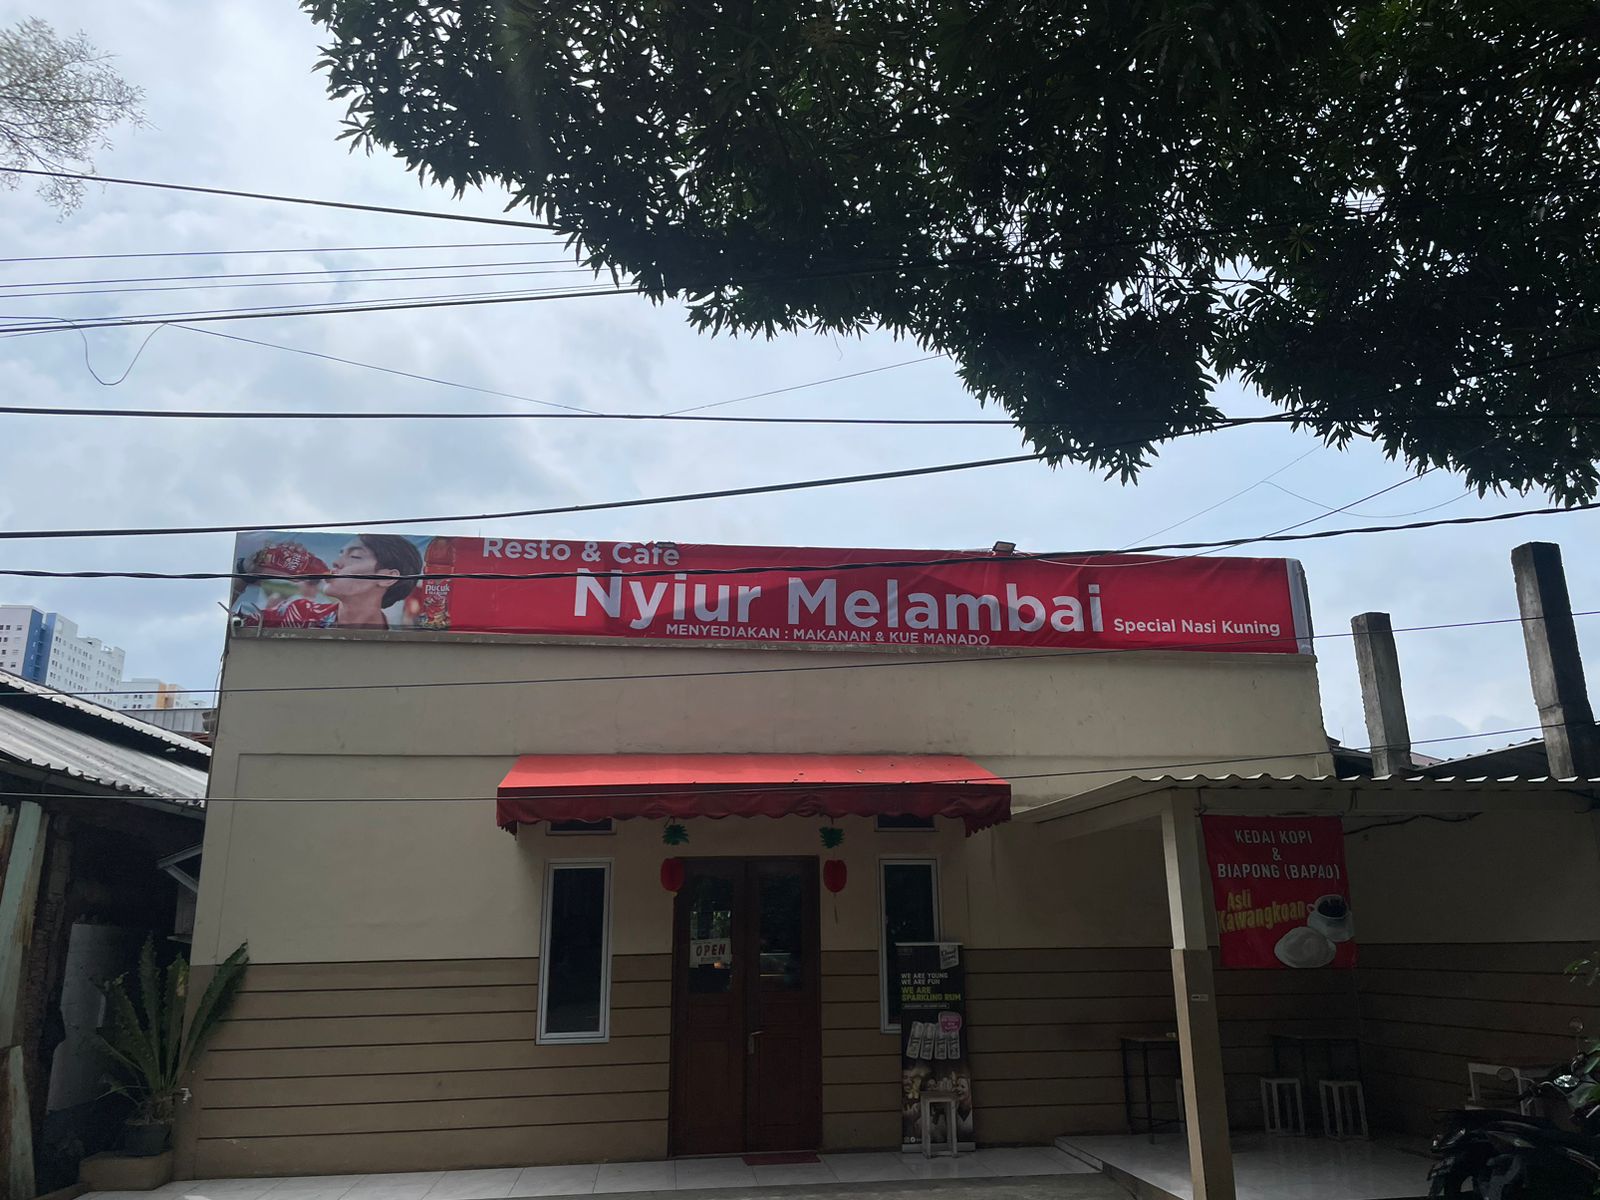 Resto & Cafe
Nyiur Melambai
MENYEDIAKAN : MAKANAN & KUE MANADO
Special Nasi Kuning
pucuk
KEDAI KOPI
&
BIAPONG (BAPAO)
Asli
Kawangkoan
OPEN
WE ARE YOUNG
WE ARE FUN
WE ARE
SPARKLING RUM